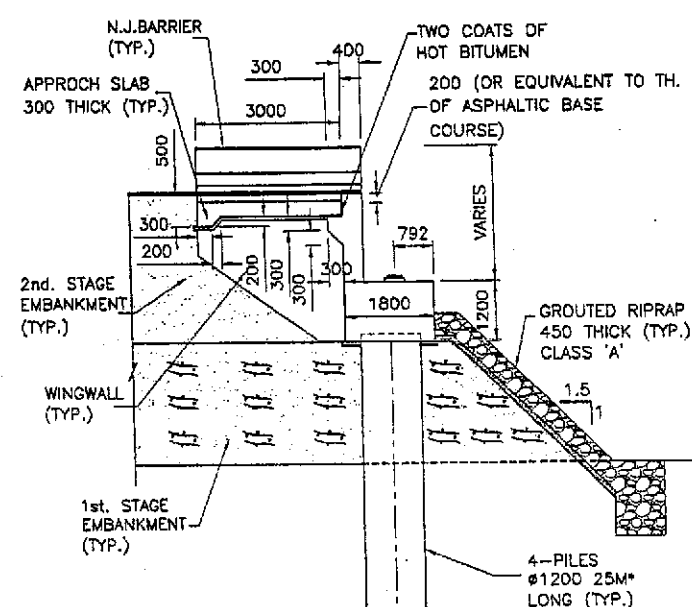 N.J.BARRIER
(TYP.)
TWO COATS OF
HOT BITUMEN
400
300
APPROCH SLAB
300 THICK (TYP.)
3000
200 (OR EQUIVALENT TO TH.
OF ASPHALTIC BASE
COURSE)
500
VARIES
300
792
200
200
300
300
300
2nd. STAGE
EMBANKMENT
(TYP.)
1800
1200
GROUTED RIPRAP
450 THICK (TYP.)
CLASS 'A'
WINGWALL
(TYP.)
1.5
1
1st. STAGE
EMBANKMENT
(TYP.)
4-PILES
ø1200 25M*
LONG (TYP.)